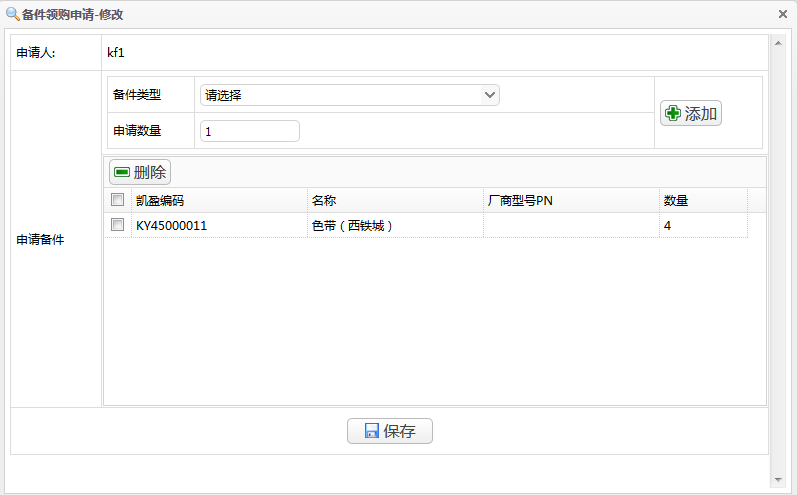 备件领购申请-修改
申请人: kf1
备件类型 请选择
添加
申请数量 1
删除
凯盈编码 名称 厂商型号PN 数量
申请备件
KY45000011 色带（西铁城） 4
保存